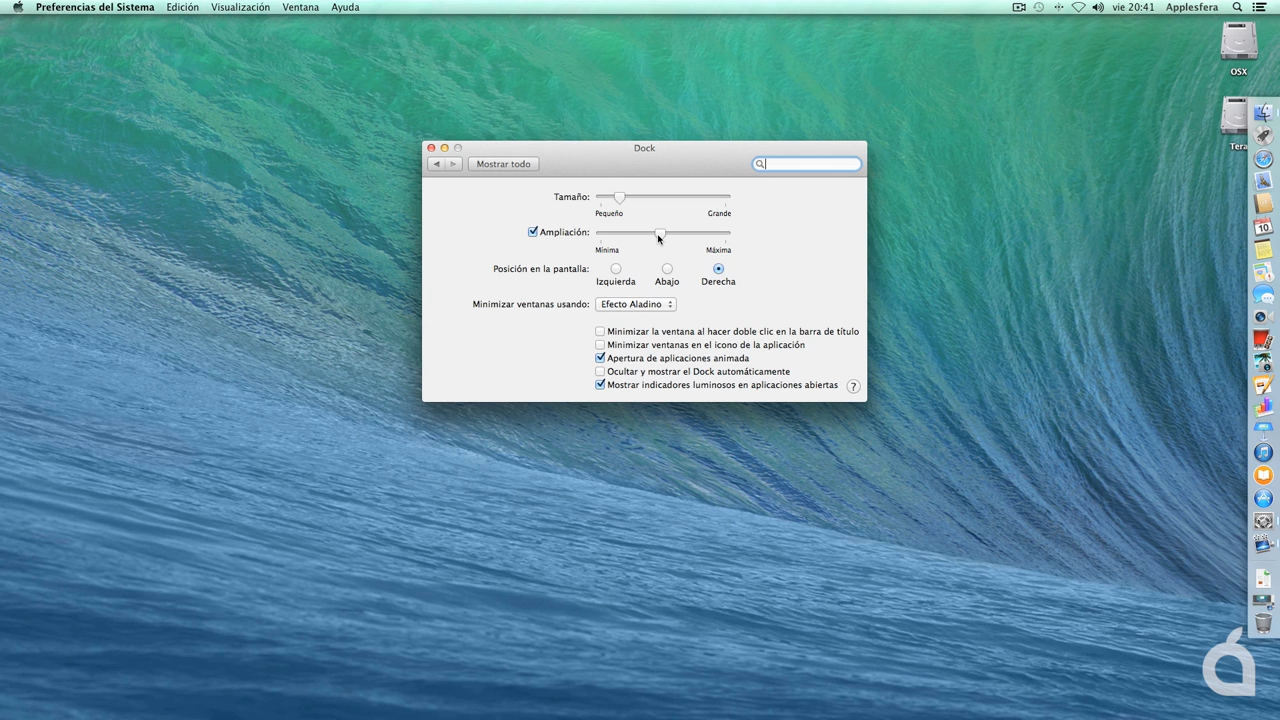 Preferencias del Sistema Edición Visualización Ventana Ayuda vie 20:41 Applesfera
OSX
Tera
Dock
Mostrar todo
Tamaño:
Pequeño Grande
Ampliación:
Mínima Máxima
Posición en la pantalla:
Izquierda Abajo Derecha
Minimizar ventanas usando: Efecto Aladino
Minimizar la ventana al hacer doble clic en la barra de título
Minimizar ventanas en el icono de la aplicación
Apertura de aplicaciones animada
Ocultar y mostrar el Dock automáticamente
Mostrar indicadores luminosos en aplicaciones abiertas ?
10